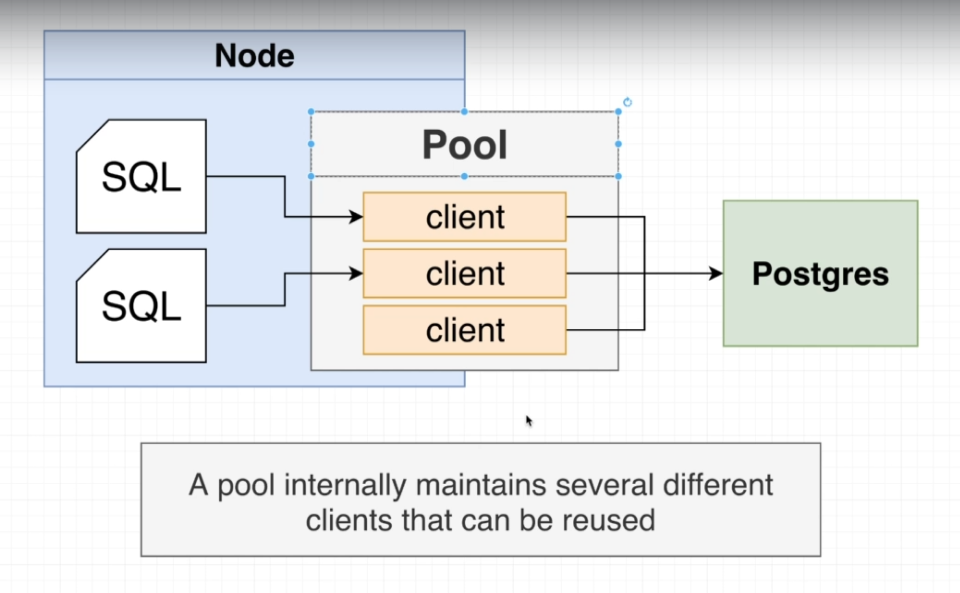 Node
Pool
SQL
SQL
client
client
client
Postgres
A pool internally maintains several different
clients that can be reused